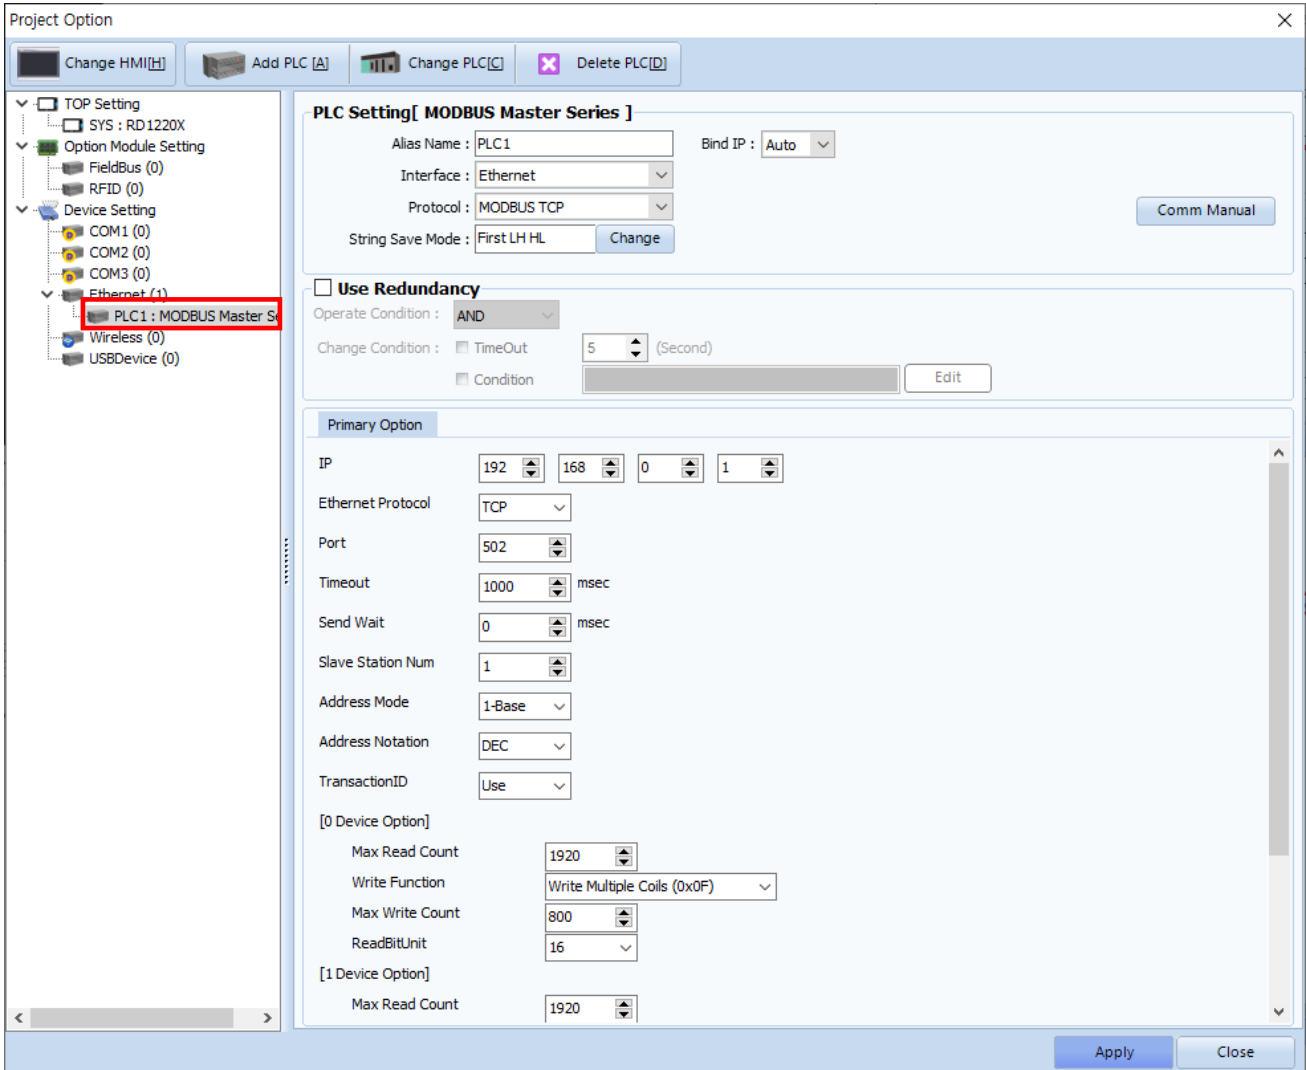 Project Option
Change HMI[H] Add PLC [A] Change PLC[C] Delete PLC[D]
TOP Setting
SYS : RD1220X
Option Module Setting
FieldBus (0)
RFID (0)
Device Setting
COM1 (0)
COM2 (0)
COM3 (0)
Ethernet (1)
PLC1 : MODBUS Master Se
Wireless (0)
USBDevice (0)
PLC Setting[ MODBUS Master Series ]
Alias Name : PLC1 Bind IP : Auto
Interface : Ethernet
Protocol : MODBUS TCP Comm Manual
String Save Mode : First LH HL Change
Use Redundancy
Operate Condition : AND
Change Condition : TimeOut 5 (Second)
Condition Edit
Primary Option
IP 192 168 0 1
Ethernet Protocol TCP
Port 502
Timeout 1000 msec
Send Wait 0 msec
Slave Station Num 1
Address Mode 1-Base
Address Notation DEC
TransactionID Use
[0 Device Option]
Max Read Count 1920
Write Function Write Multiple Coils (0x0F)
Max Write Count 800
ReadBitUnit 16
[1 Device Option]
Max Read Count 1920
Apply Close